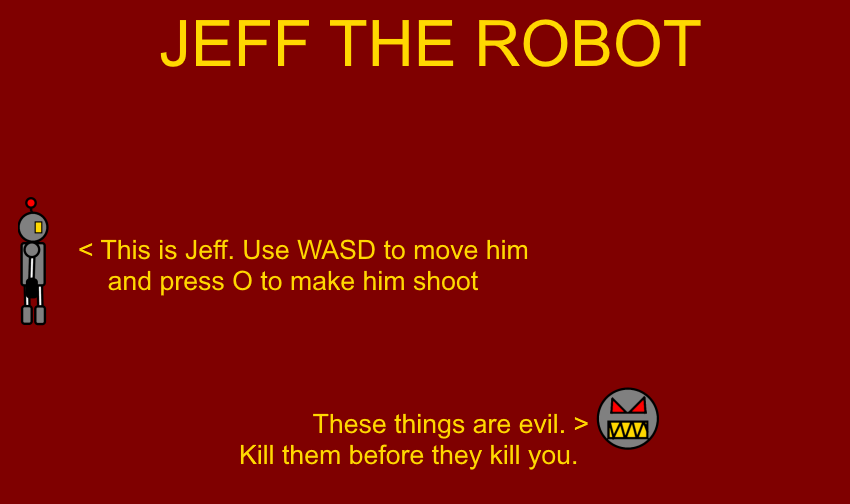 JEFF THE ROBOT
< This is Jeff. Use WASD to move him
and press O to make him shoot
These things are evil. >
Kill them before they kill you.